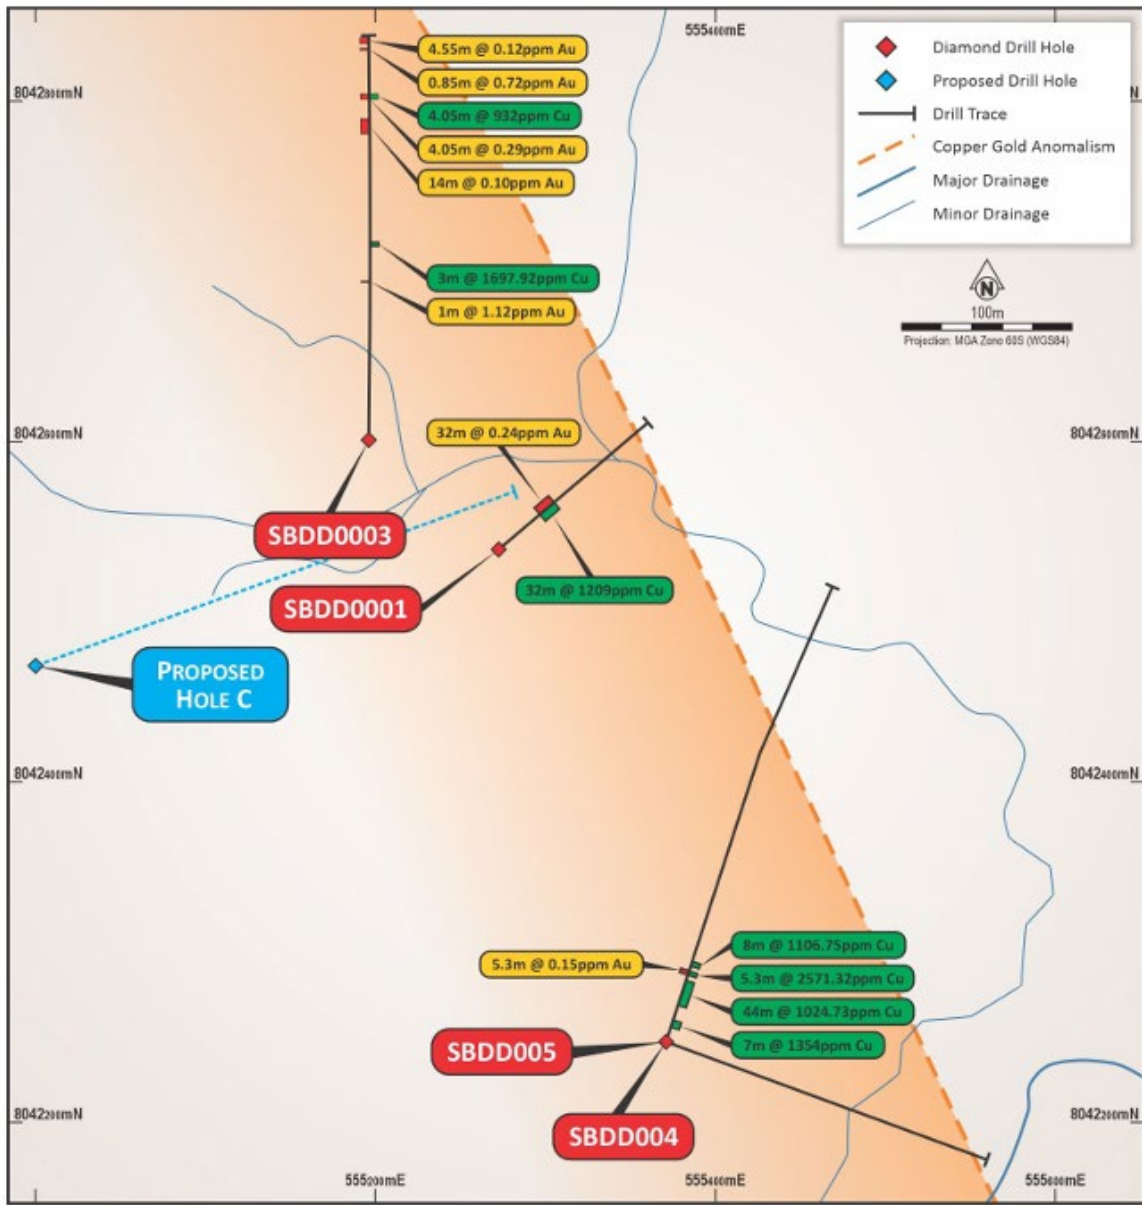 555400mE
Diamond Drill Hole
Proposed Drill Hole
Drill Trace
Copper Gold Anomalism
Major Drainage
Minor Drainage
N
100m
Projection: MGA Zone 60S (WGS84)
4.55m @ 0.12ppm Au
0.85m @ 0.72ppm Au
8042800mN
4.05m @ 932ppm Cu
4.05m @ 0.29ppm Au
14m @ 0.10ppm Au
3m @ 1697.92ppm Cu
1m @ 1.12ppm Au
32m @ 0.24ppm Au
8042600mN
8042600mN
SBDD0003
32m @ 1209ppm Cu
SBDD0001
PROPOSED
HOLE C
8042400mN
8042400mN
8m @ 1106.75ppm Cu
5.3m @ 0.15ppm Au
5.3m @ 2571.32ppm Cu
44m @ 1024.73ppm Cu
7m @ 1354ppm Cu
SBDD005
8042200mN
8042200mN
SBDD004
555200mE
555400mE
555600mE